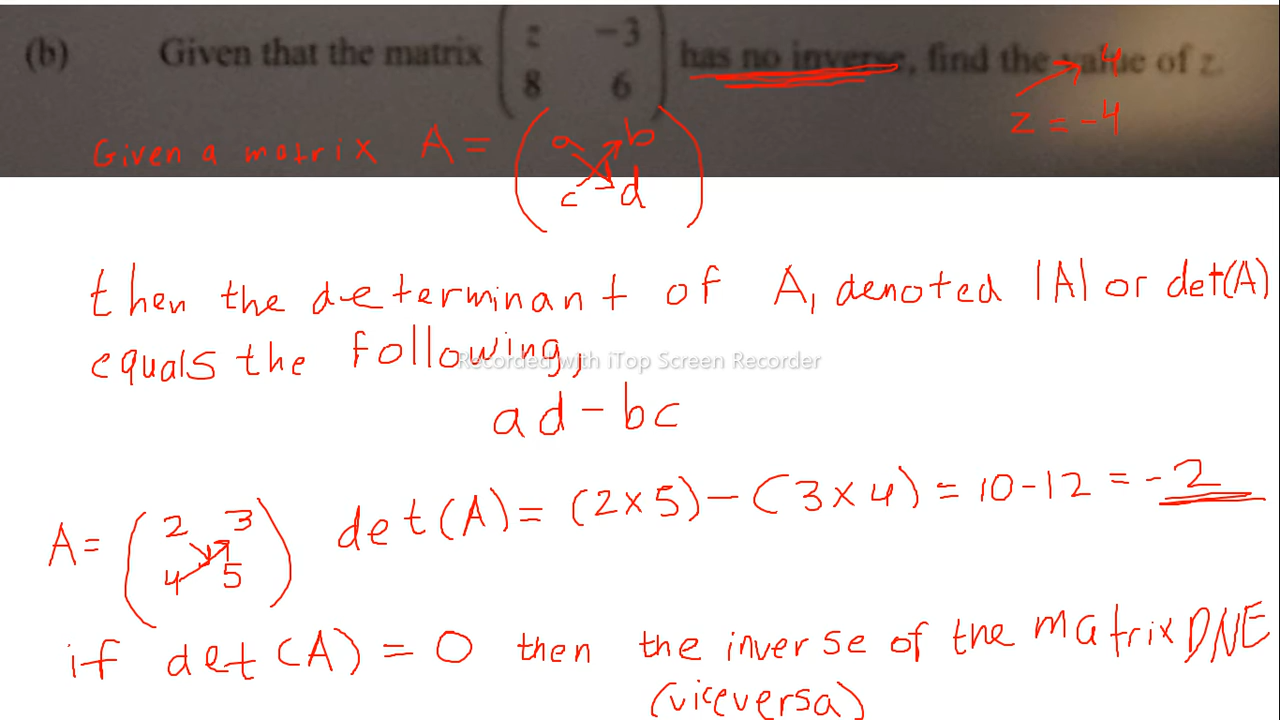 (b) Given that the matrix ( z -3 ) has no inverse, find the value of z.
8 6
4
z = -4
Given a matrix A = ( a b )
c d
then the determinant of A, denoted |A| or det(A)
equals the following,
Recorded with iTop Screen Recorder
ad - bc
A = ( 2 3 ) det(A) = (2 x 5) - (3 x 4) = 10 - 12 = - 2
4 5
if det(A) = 0 then the inverse of the matrix DNE
(viceversa)